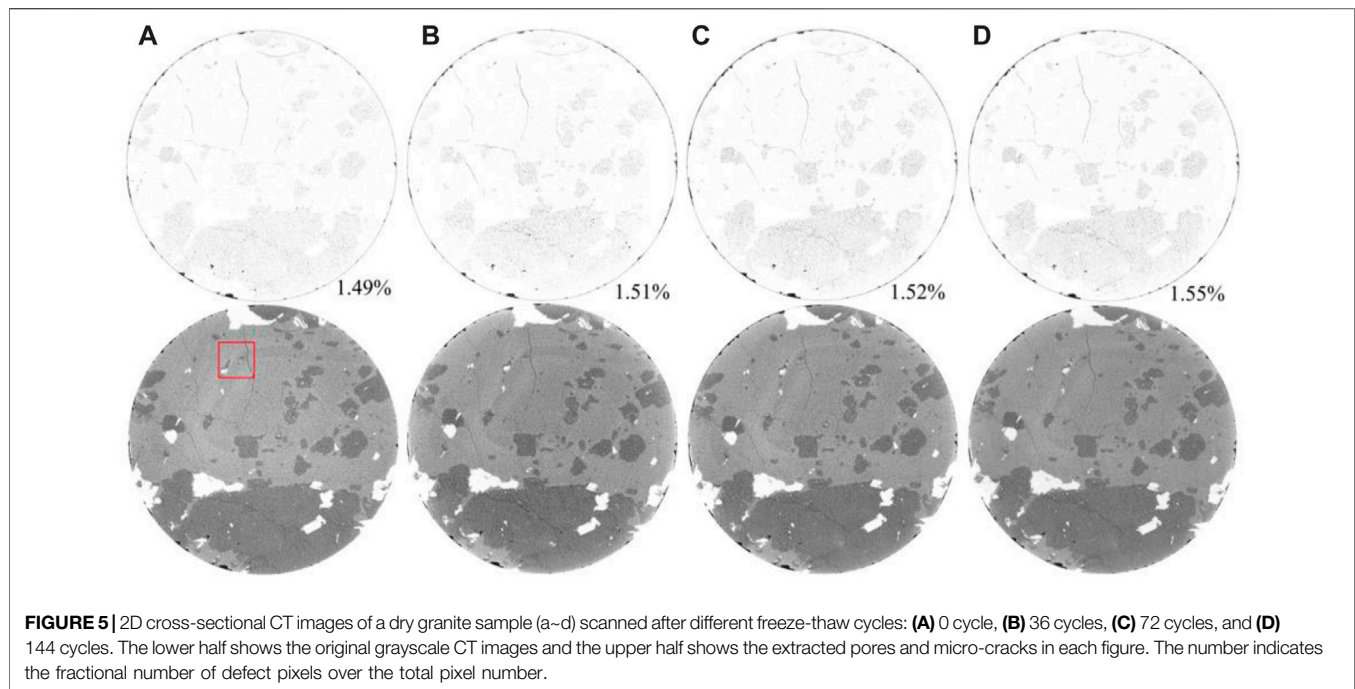 A B C D
1.49% 1.51% 1.52% 1.55%
FIGURE 5 | 2D cross-sectional CT images of a dry granite sample (a~d) scanned after different freeze-thaw cycles: (A) 0 cycle, (B) 36 cycles, (C) 72 cycles, and (D)
144 cycles. The lower half shows the original grayscale CT images and the upper half shows the extracted pores and micro-cracks in each figure. The number indicates
the fractional number of defect pixels over the total pixel number.